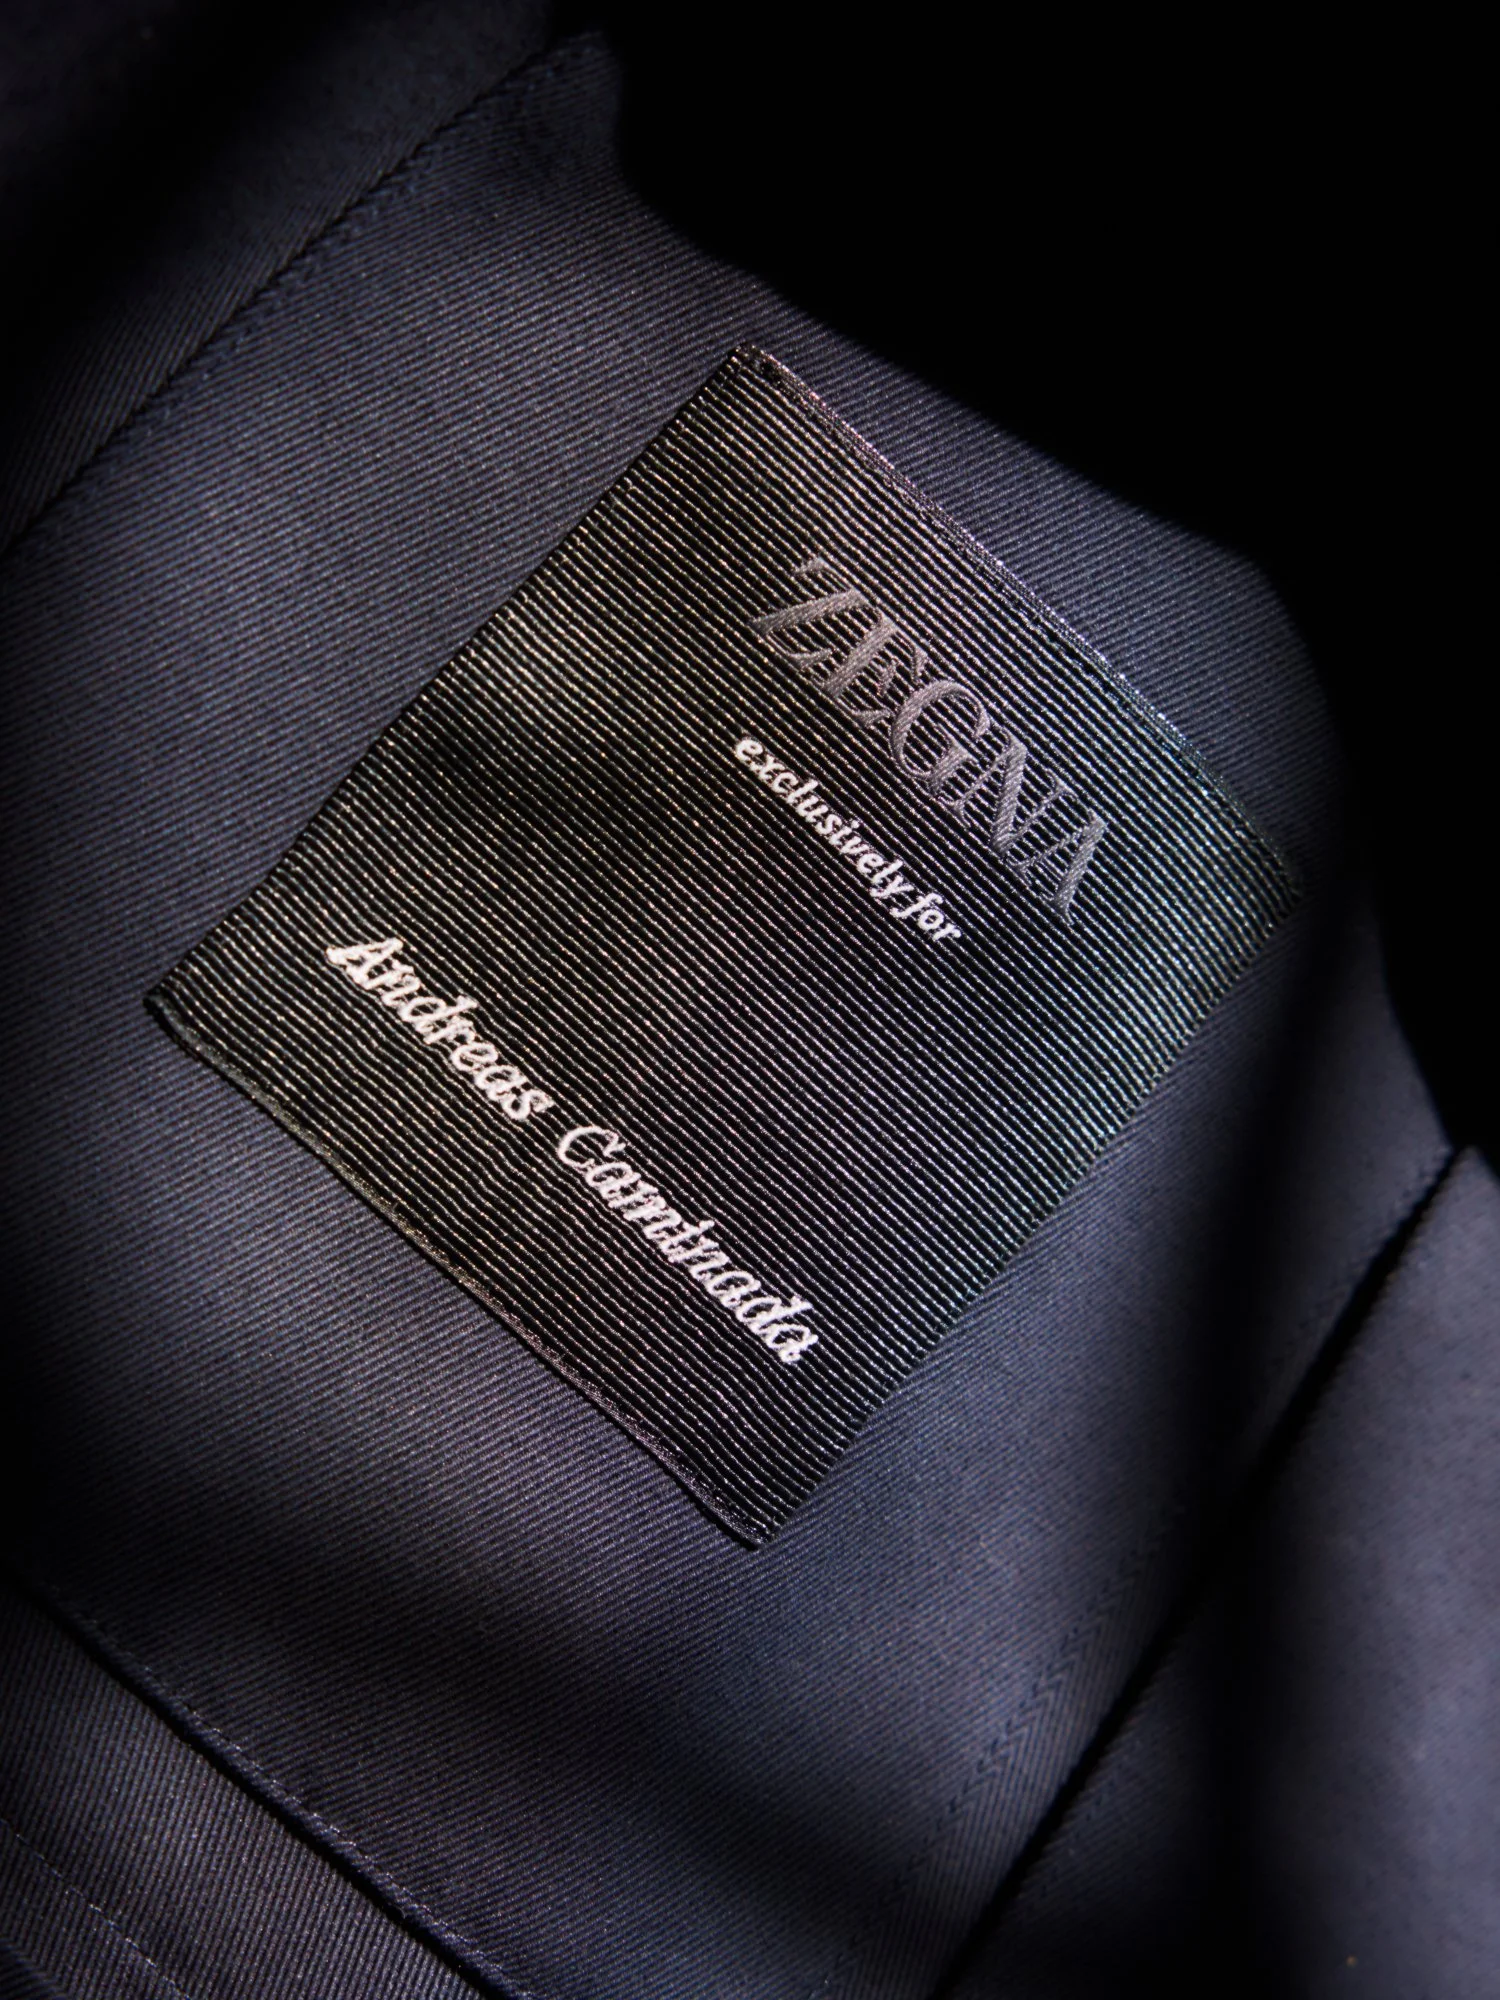 ZEGNA
exclusively for
Andreas Caminada